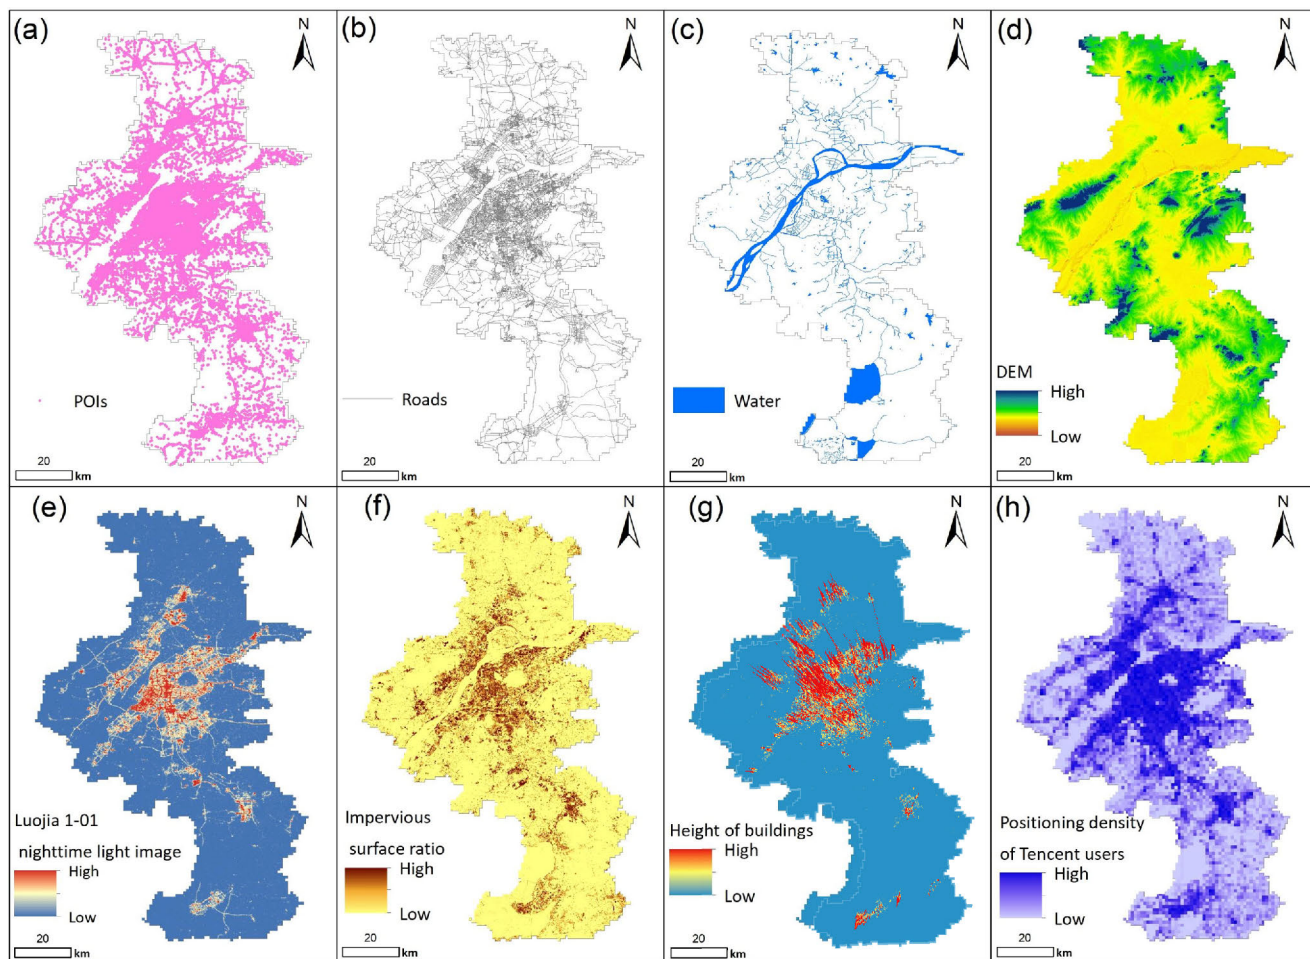 (a)
N
POIs
20
km
(b)
N
Roads
20
km
(c)
N
Water
20
km
(d)
N
DEM
High
Low
20
km
(e)
N
Luojia 1-01
nighttime light image
High
Low
20
km
(f)
N
Impervious
surface ratio
High
Low
20
km
(g)
N
Height of buildings
High
Low
20
km
(h)
N
Positioning density
of Tencent users
High
Low
20
km